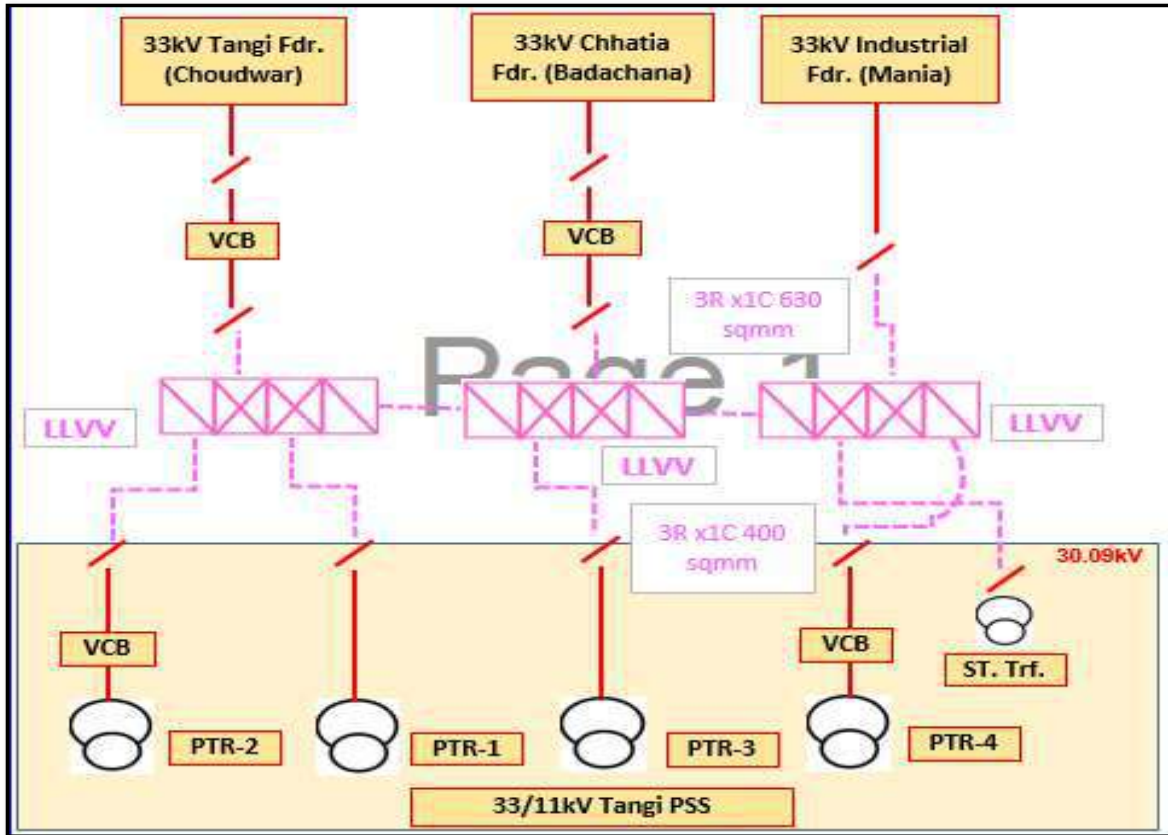 33kV Tangi Fdr.
(Choudwar)
33kV Chhatia
Fdr. (Badachana)
33kV Industrial
Fdr. (Mania)
VCB
VCB
3R x1C 630
sqmm
Page 1
LLVV
LLVV
LLVV
3R x1C 400
sqmm
30.09kV
VCB
VCB
ST. Trf.
PTR-2
PTR-1
PTR-3
PTR-4
33/11kV Tangi PSS